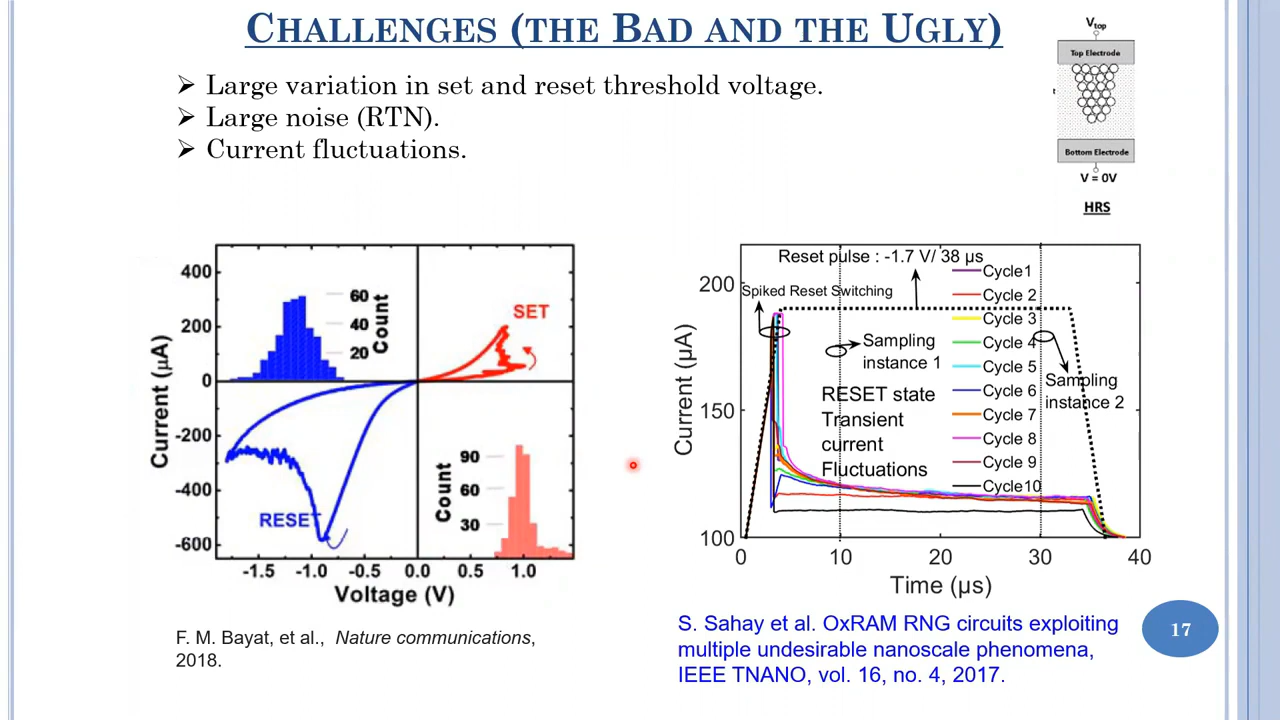 CHALLENGES (THE BAD AND THE UGLY)
➢ Large variation in set and reset threshold voltage.
➢ Large noise (RTN).
➢ Current fluctuations.
Vtop
Top Electrode
t
Bottom Electrode
V = 0V
HRS
Current (µA)
400
200
0
-200
-400
-600
60
40
20
Count
SET
RESET
Count
90
60
30
-1.5 -1.0 -0.5 0.0 0.5 1.0
Voltage (V)
F. M. Bayat, et al., Nature communications,
2018.
Current (µA)
200
150
100
Reset pulse : -1.7 V/ 38 µs
Spiked Reset Switching
Sampling
instance 1
RESET state
Transient
current
Fluctuations
Cycle1
Cycle 2
Cycle 3
Cycle 4
Cycle 5
Cycle 6
Cycle 7
Cycle 8
Cycle 9
Cycle10
Sampling
instance 2
0 10 20 30 40
Time (µs)
S. Sahay et al. OxRAM RNG circuits exploiting
multiple undesirable nanoscale phenomena,
IEEE TNANO, vol. 16, no. 4, 2017.
17